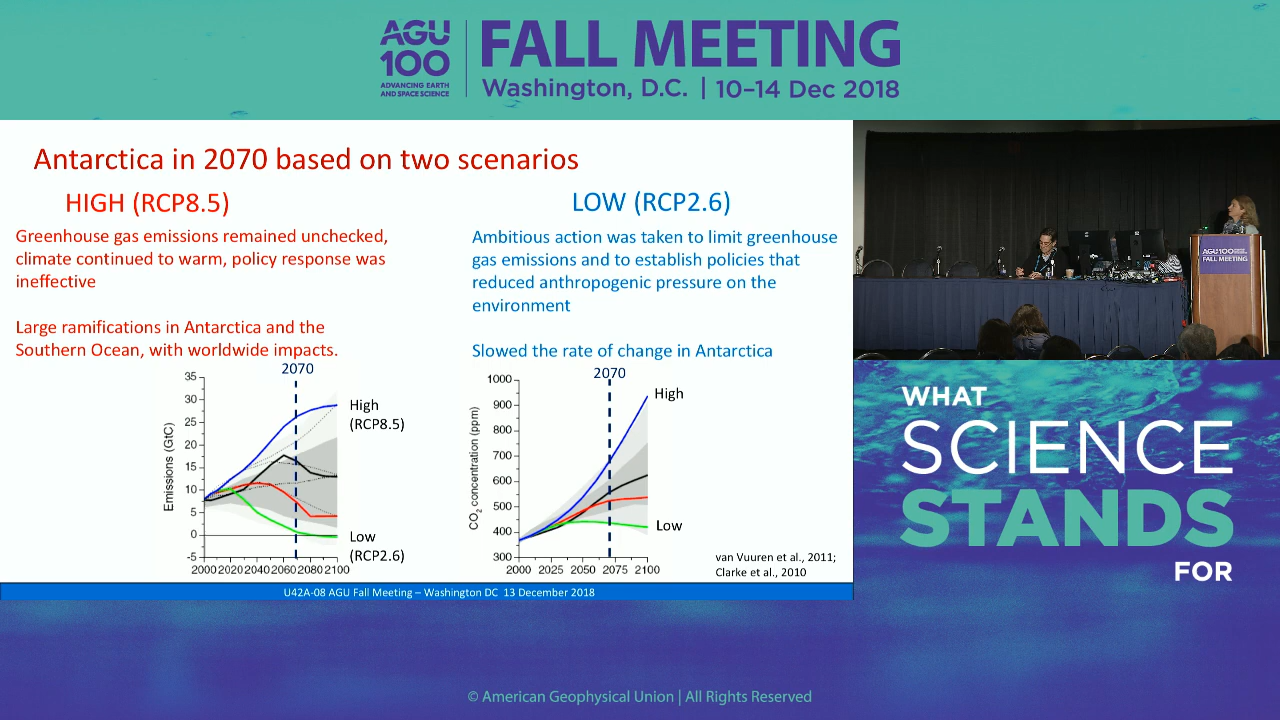 AGU
100
ADVANCING EARTH
AND SPACE SCIENCE
FALL MEETING
Washington, D.C. | 10–14 Dec 2018
Antarctica in 2070 based on two scenarios
HIGH (RCP8.5)
Greenhouse gas emissions remained unchecked,
climate continued to warm, policy response was
ineffective
Large ramifications in Antarctica and the
Southern Ocean, with worldwide impacts.
LOW (RCP2.6)
Ambitious action was taken to limit greenhouse
gas emissions and to establish policies that
reduced anthropogenic pressure on the
environment
Slowed the rate of change in Antarctica
2070
Emissions (GtC)
35
30
25
20
15
10
5
0
-5
2000 2020 2040 2060 2080 2100
High
(RCP8.5)
Low
(RCP2.6)
2070
CO2 concentration (ppm)
1000
900
800
700
600
500
400
300
2000 2025 2050 2075 2100
High
Low
van Vuuren et al., 2011;
Clarke et al., 2010
U42A-08 AGU Fall Meeting – Washington DC 13 December 2018
AGU100
FALL MEETING
WHAT
SCIENCE
STANDS
FOR
© American Geophysical Union | All Rights Reserved